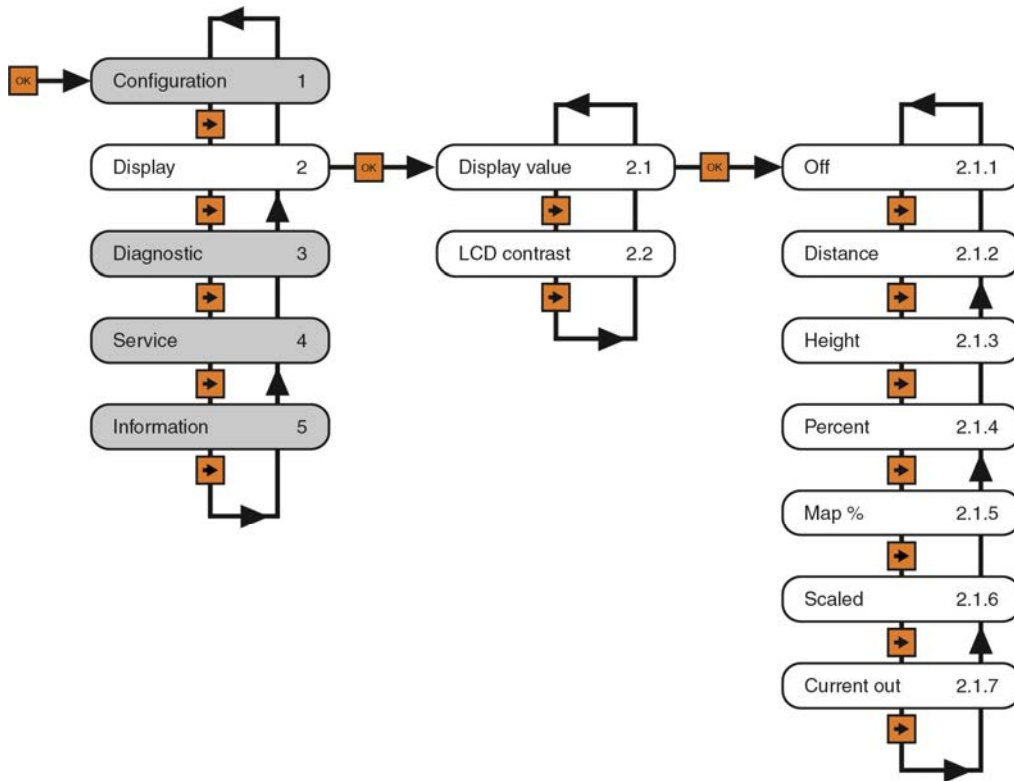 OK
Configuration 1
Display 2
OK
Display value 2.1
OK
Off 2.1.1
Diagnostic 3
LCD contrast 2.2
Distance 2.1.2
Service 4
Height 2.1.3
Information 5
Percent 2.1.4
Map % 2.1.5
Scaled 2.1.6
Current out 2.1.7